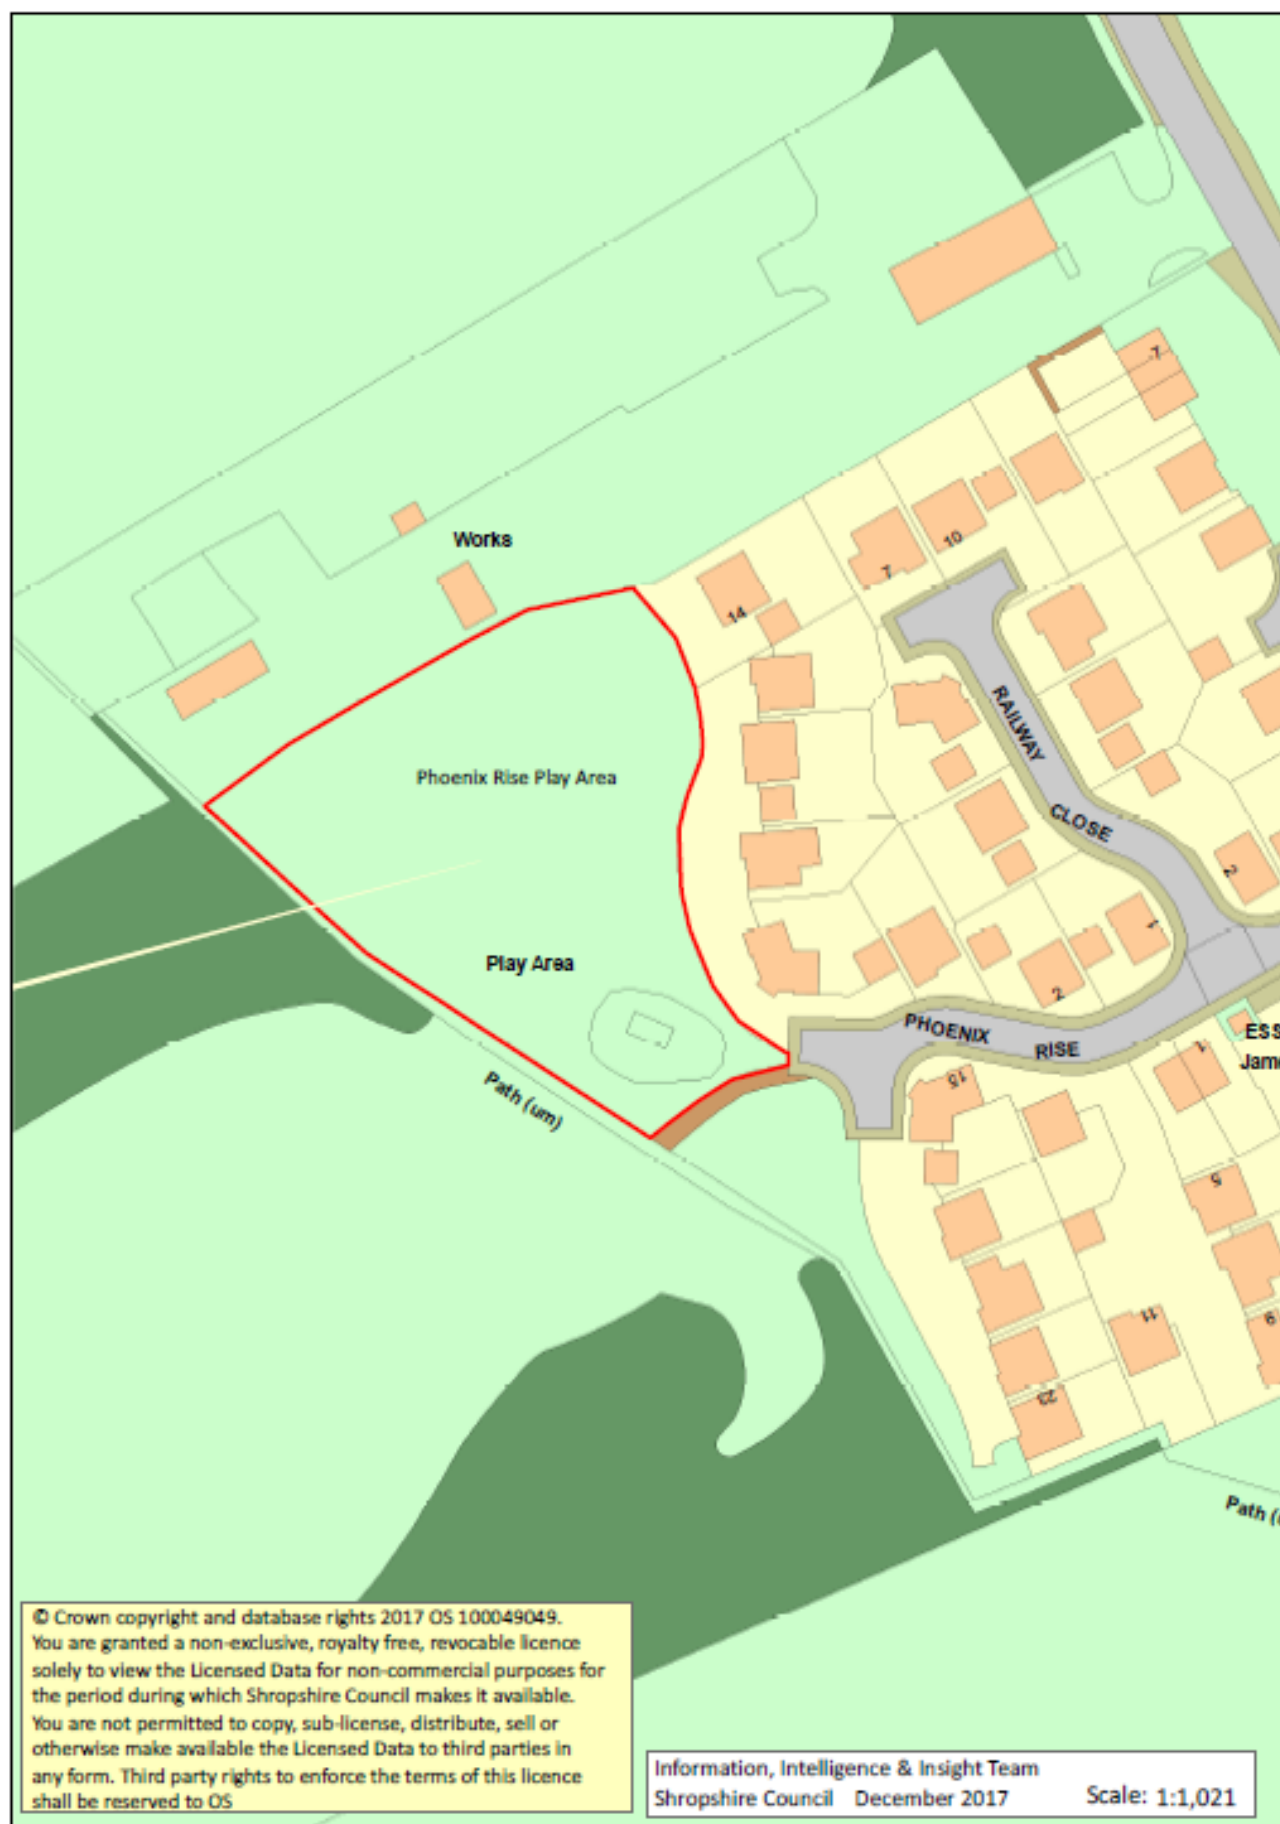 7
Works
10
7
14
RAILWAY
Phoenix Rise Play Area
CLOSE
2
1
Play Area
2
PHOENIX
RISE
ESS
1
15
Path (um)
5
11
9
23
Path
© Crown copyright and database rights 2017 OS 100049049.
You are granted a non-exclusive, royalty free, revocable licence
solely to view the Licensed Data for non-commercial purposes for
the period during which Shropshire Council makes it available.
You are not permitted to copy, sub-license, distribute, sell or
otherwise make available the Licensed Data to third parties in
any form. Third party rights to enforce the terms of this licence
shall be reserved to OS
Information, Intelligence & Insight Team
Shropshire Council December 2017 Scale: 1:1,021